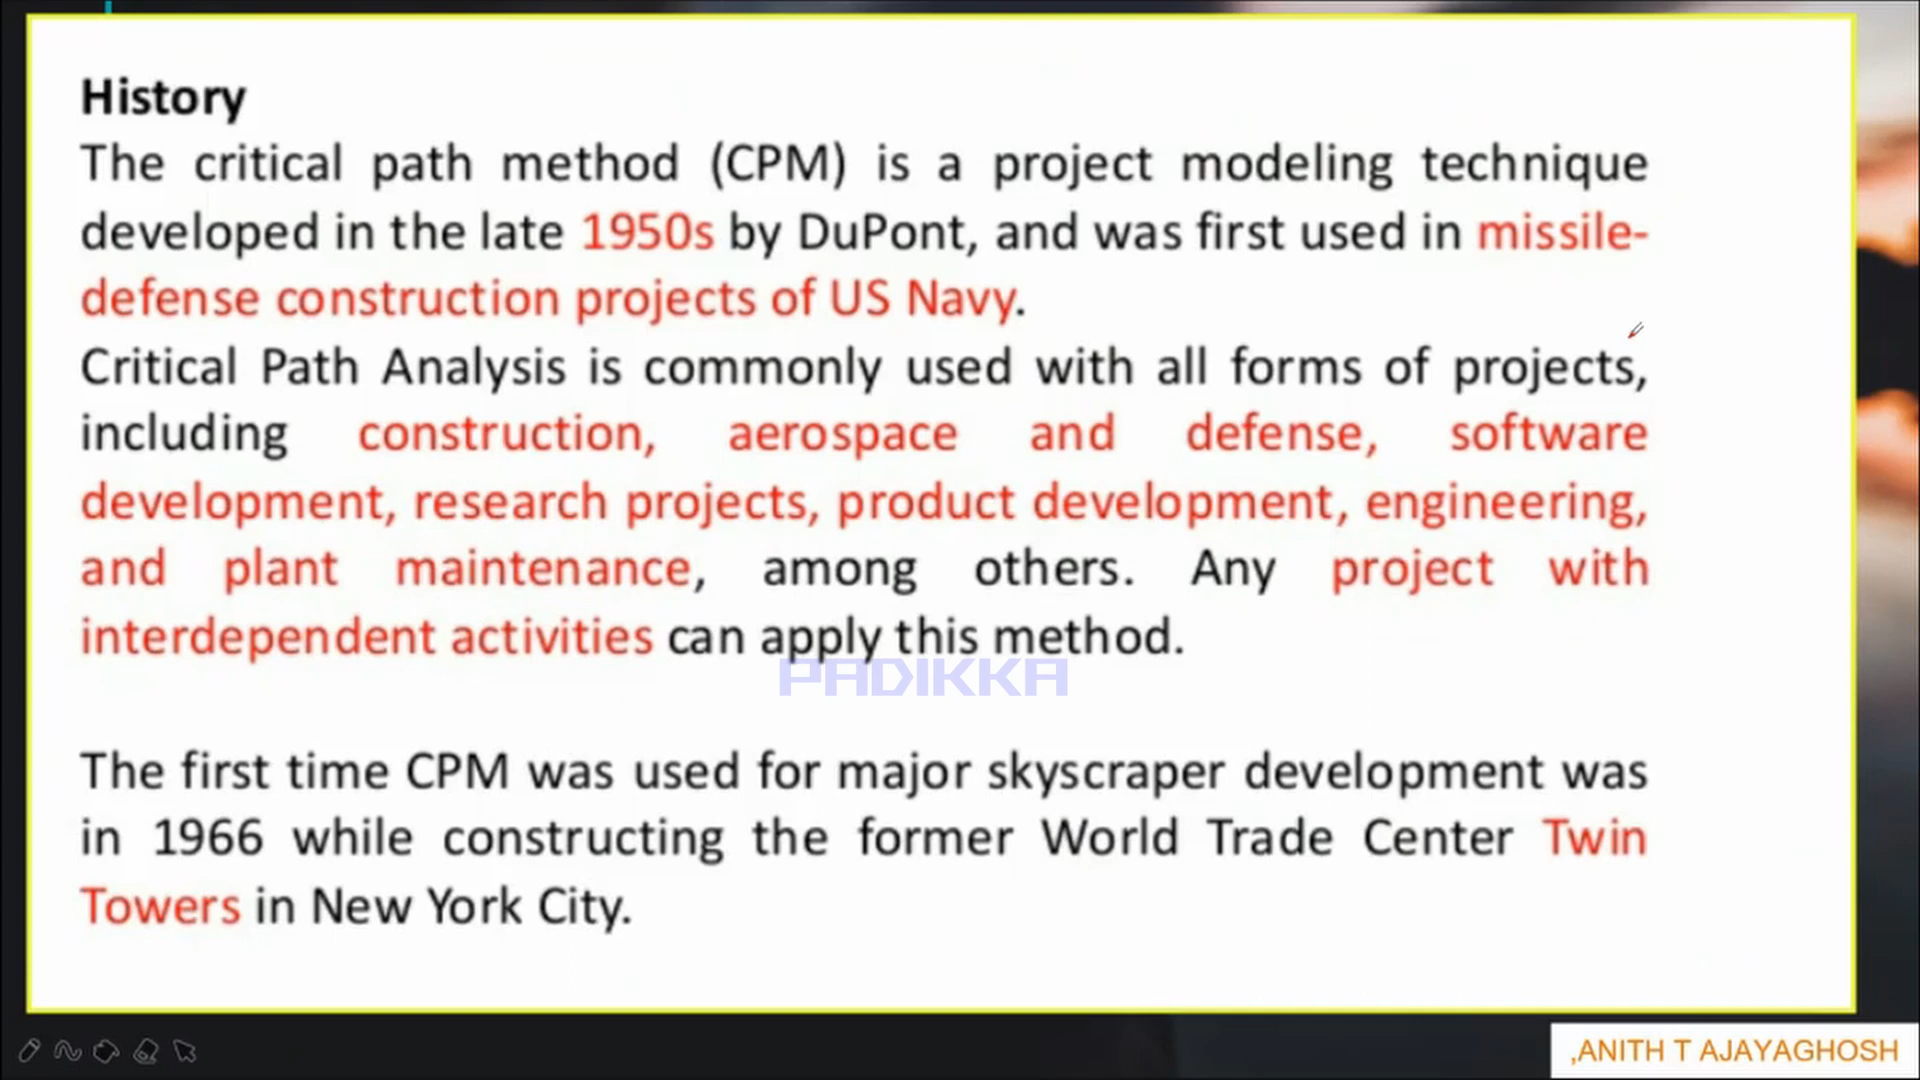 History
The critical path method (CPM) is a project modeling technique
developed in the late 1950s by DuPont, and was first used in missile-
defense construction projects of US Navy.
Critical Path Analysis is commonly used with all forms of projects,
including construction, aerospace and defense, software
development, research projects, product development, engineering,
and plant maintenance, among others. Any project with
interdependent activities can apply this method.
PADIKKA
The first time CPM was used for major skyscraper development was
in 1966 while constructing the former World Trade Center Twin
Towers in New York City.
,ANITH T AJAYAGHOSH